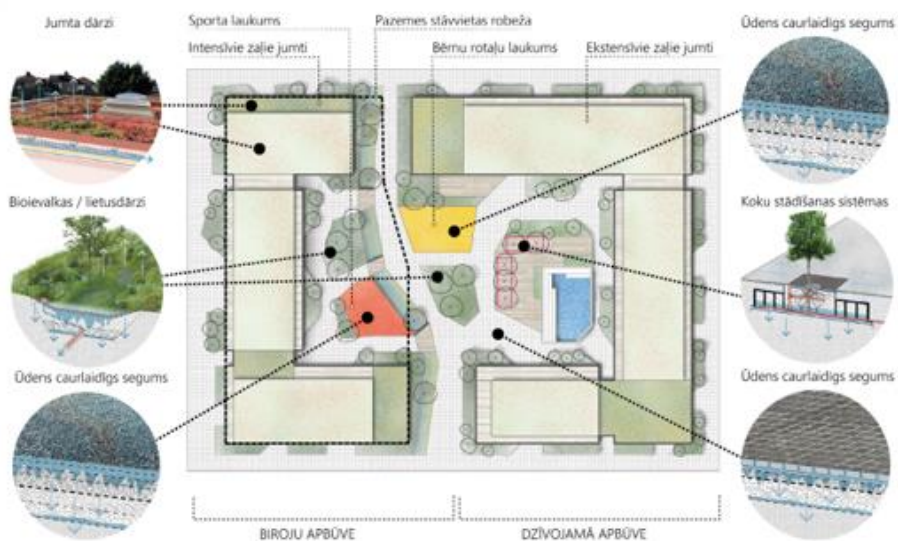 Jumta dārzi
Sporta laukums
Pazemes stāvvietas robeža
Ūdens caurlaidīgs segums
Intensīvie zaļie jumti
Bērnu rotaļu laukums
Ekstensīvie zaļie jumti
Bioievalkas / lietusdārzi
Koku stādīšanas sistēmas
Ūdens caurlaidīgs segums
Ūdens caurlaidīgs segums
BIROJU APBŪVE
DZĪVOJAMĀ APBŪVE